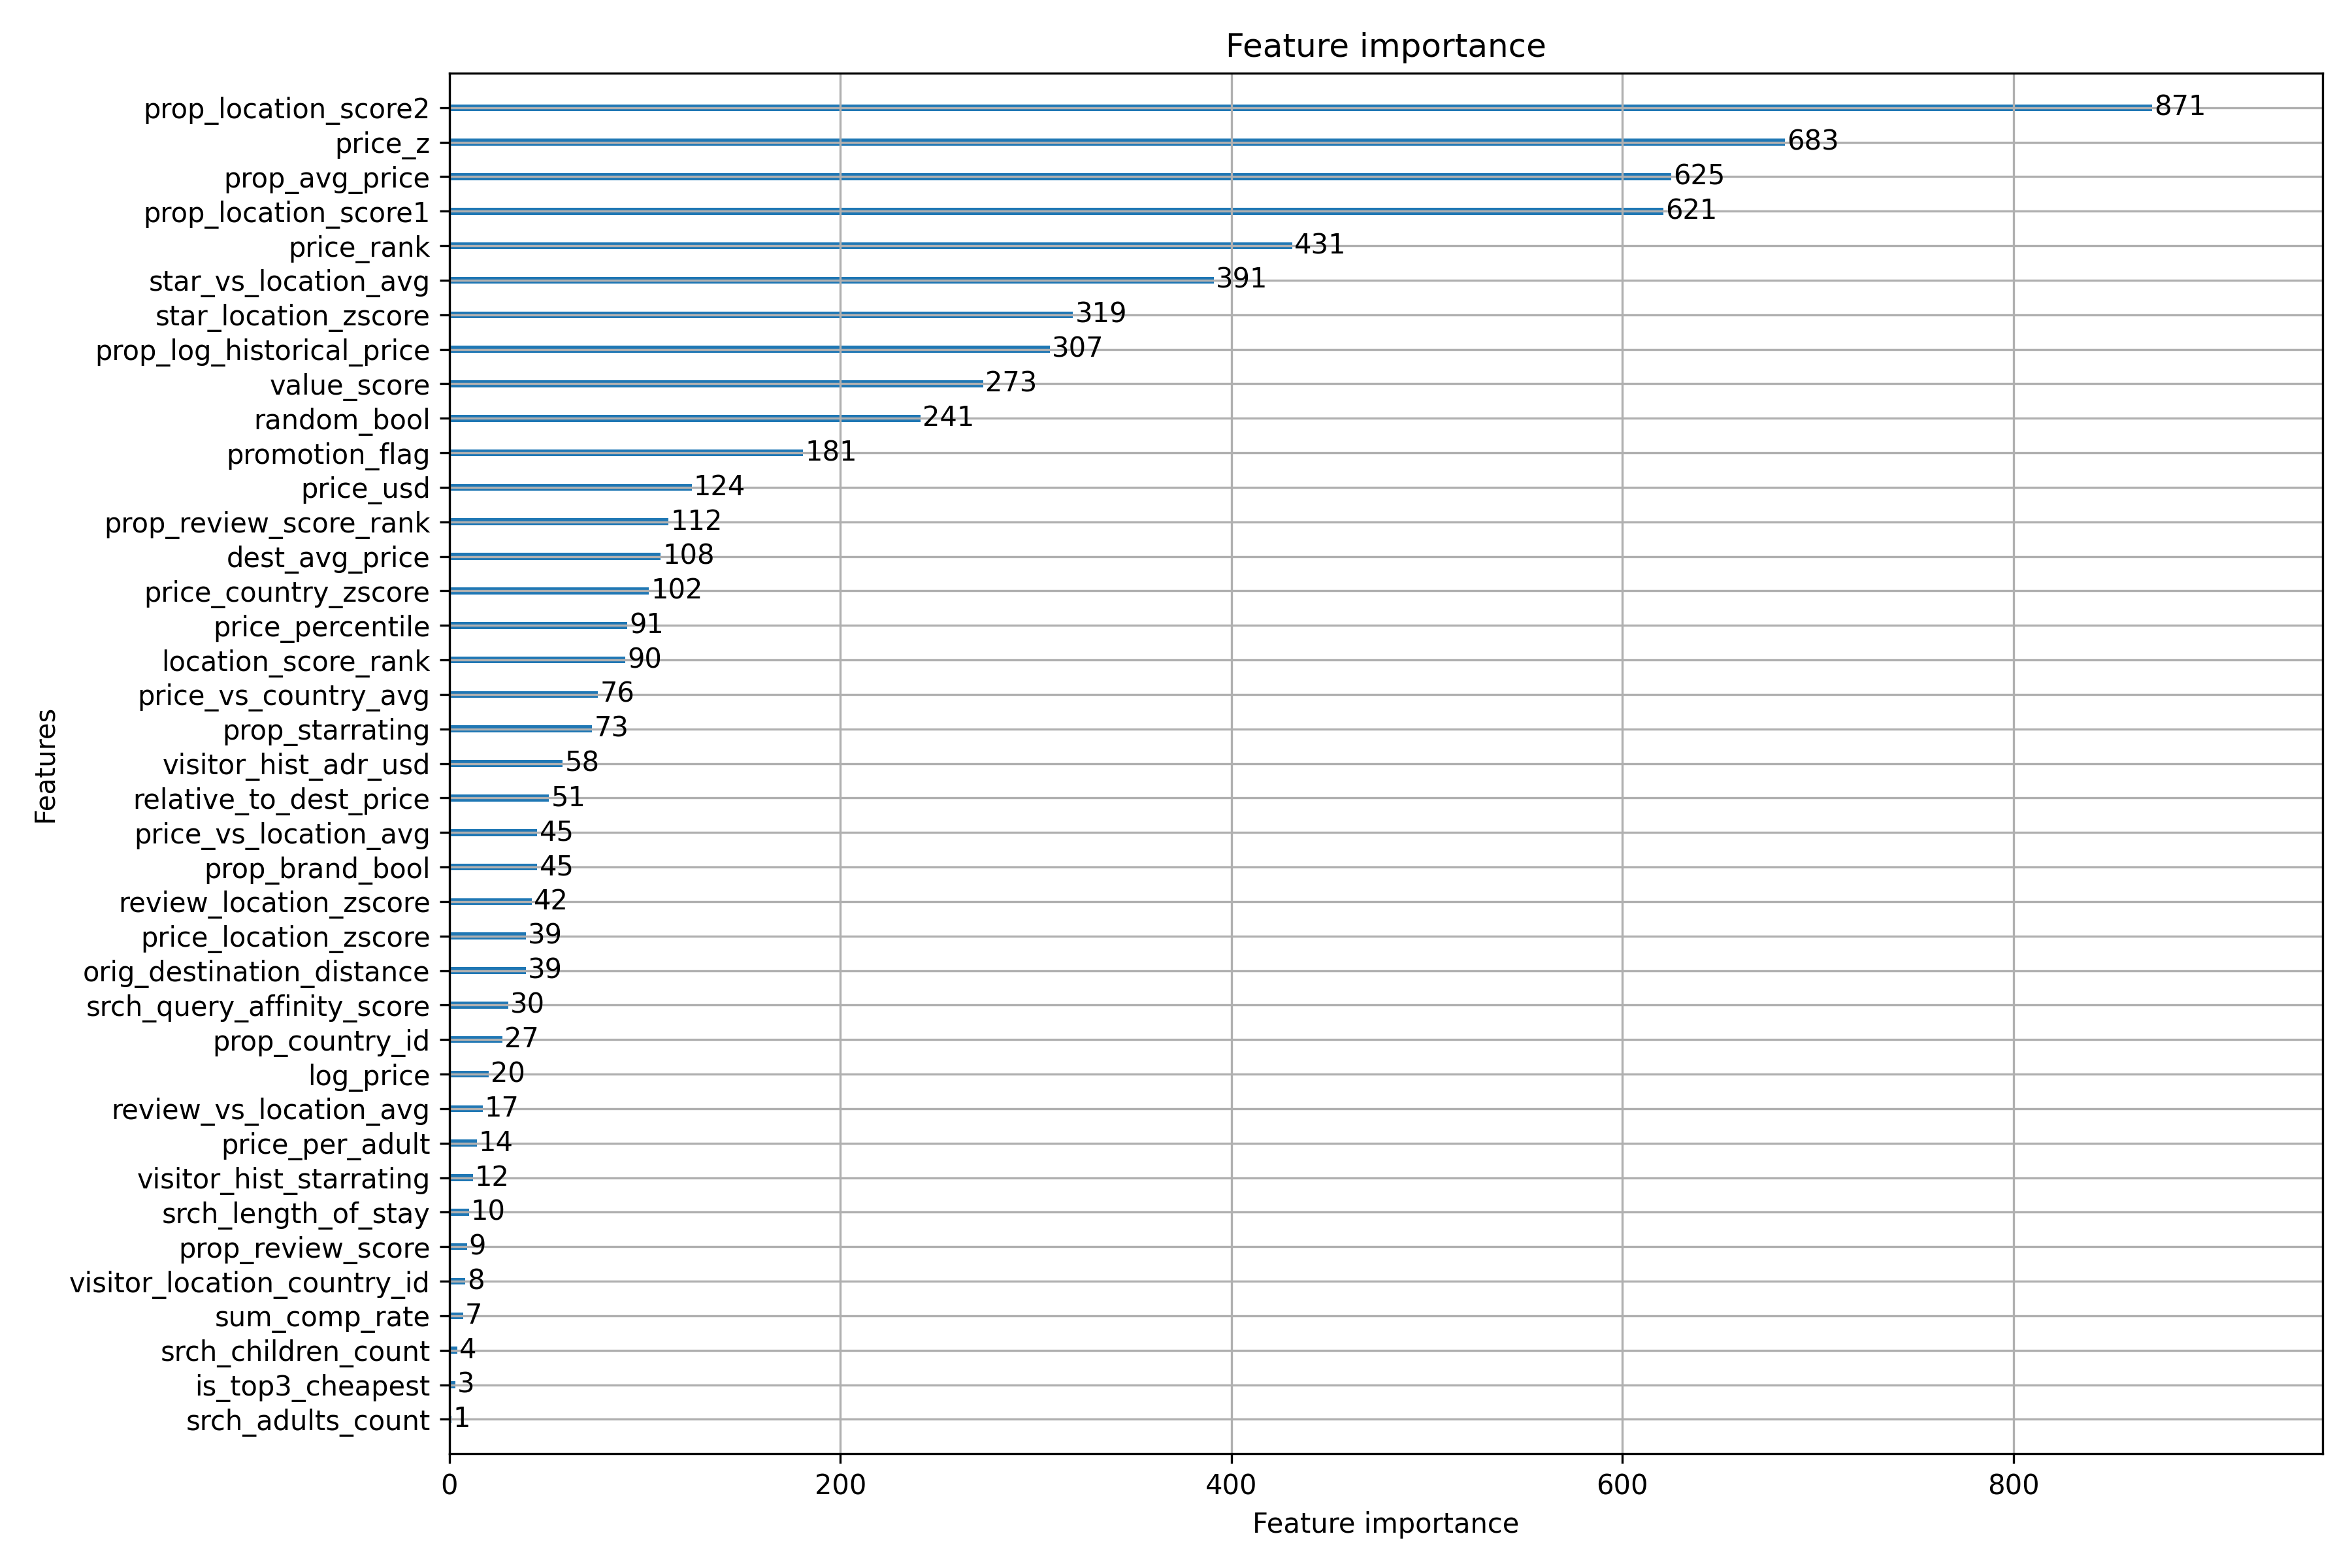 Feature importance
prop_location_score2 871
price_z 683
prop_avg_price 625
prop_location_score1 621
price_rank 431
star_vs_location_avg 391
star_location_zscore 319
prop_log_historical_price 307
value_score 273
random_bool 241
promotion_flag 181
price_usd 124
prop_review_score_rank 112
dest_avg_price 108
price_country_zscore 102
price_percentile 91
location_score_rank 90
price_vs_country_avg 76
prop_starrating 73
visitor_hist_adr_usd 58
relative_to_dest_price 51
price_vs_location_avg 45
prop_brand_bool 45
review_location_zscore 42
price_location_zscore 39
orig_destination_distance 39
srch_query_affinity_score 30
prop_country_id 27
log_price 20
review_vs_location_avg 17
price_per_adult 14
visitor_hist_starrating 12
srch_length_of_stay 10
prop_review_score 9
visitor_location_country_id 8
sum_comp_rate 7
srch_children_count 4
is_top3_cheapest 3
srch_adults_count 1
Features
0 200 400 600 800
Feature importance